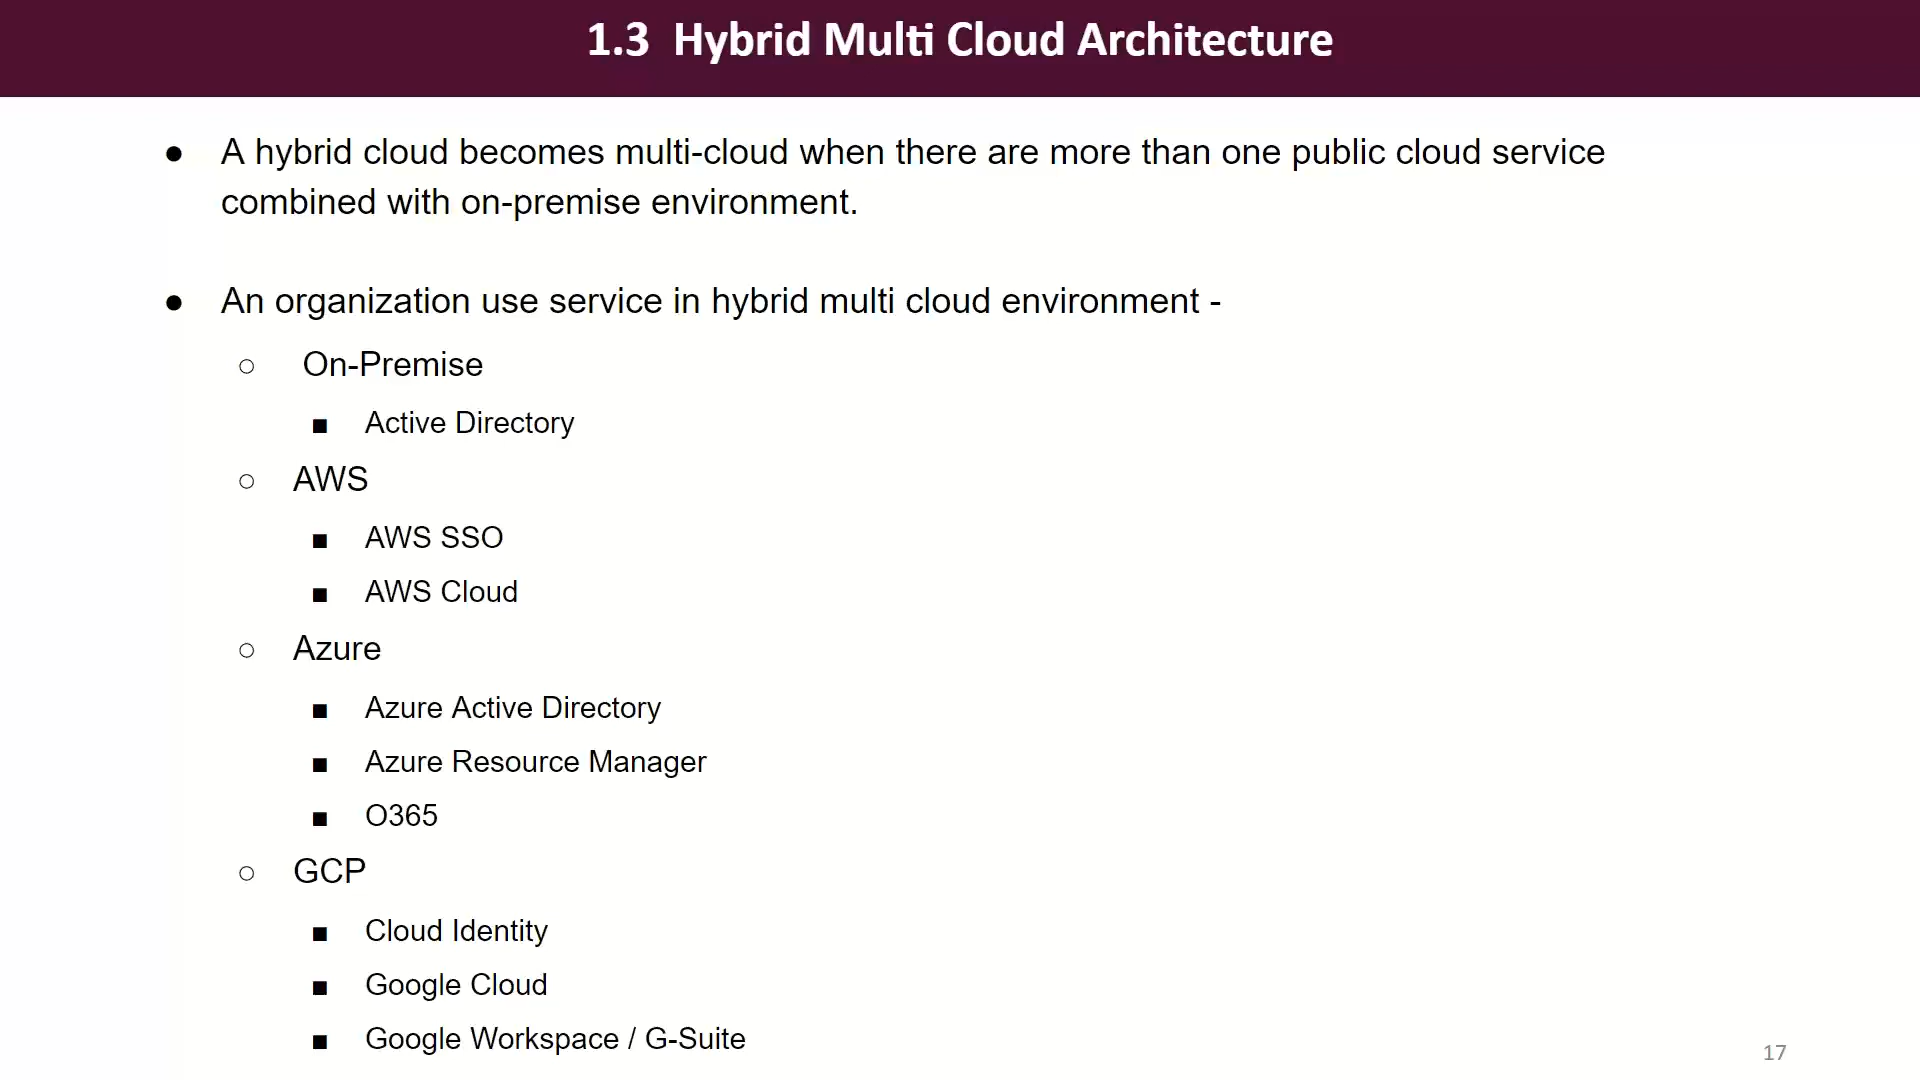 1.3 Hybrid Multi Cloud Architecture
● A hybrid cloud becomes multi-cloud when there are more than one public cloud service
combined with on-premise environment.
● An organization use service in hybrid multi cloud environment -
○ On-Premise
■ Active Directory
○ AWS
■ AWS SSO
■ AWS Cloud
○ Azure
■ Azure Active Directory
■ Azure Resource Manager
■ O365
○ GCP
■ Cloud Identity
■ Google Cloud
■ Google Workspace / G-Suite
17